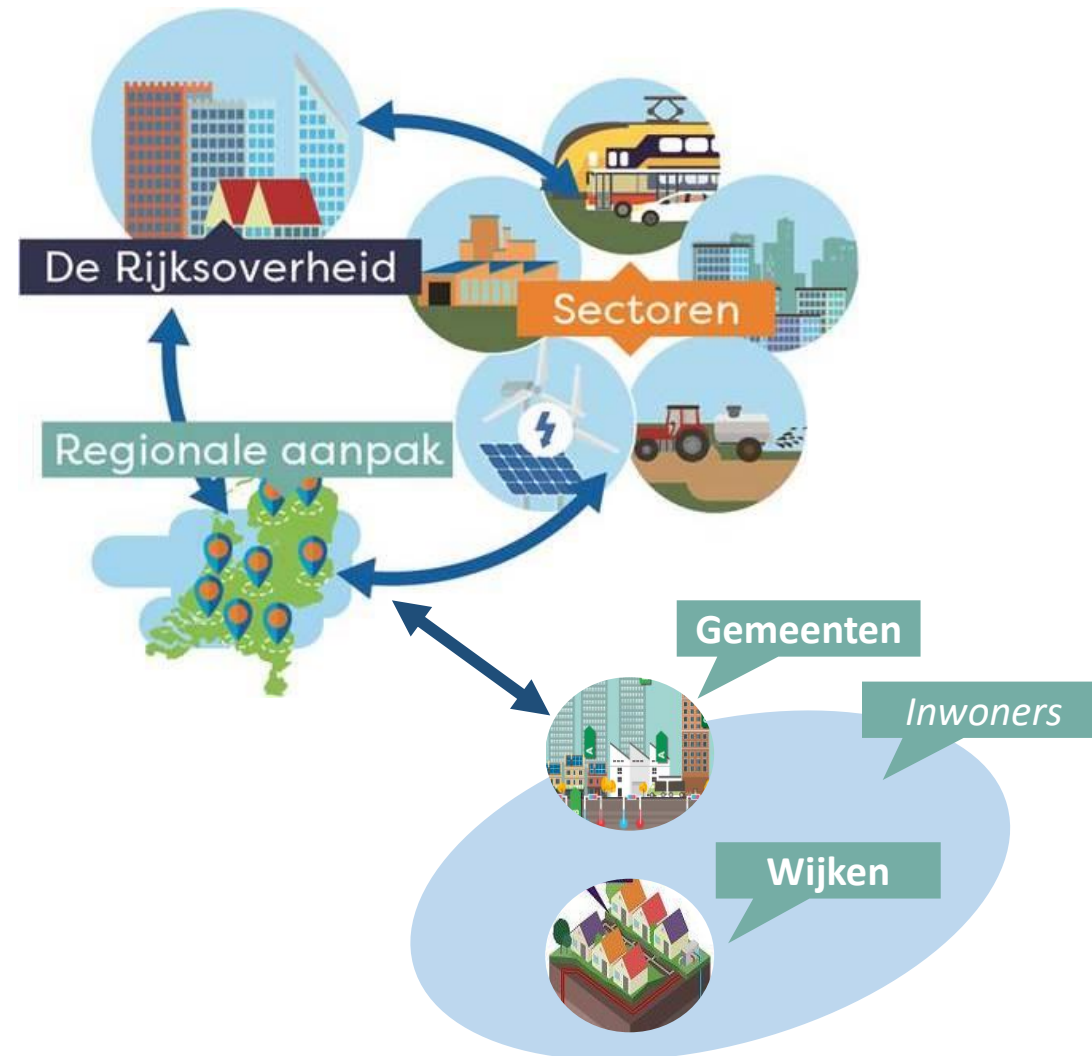 De Rijksoverheid
Sectoren
Regionale aanpak
Gemeenten
Inwoners
Wijken